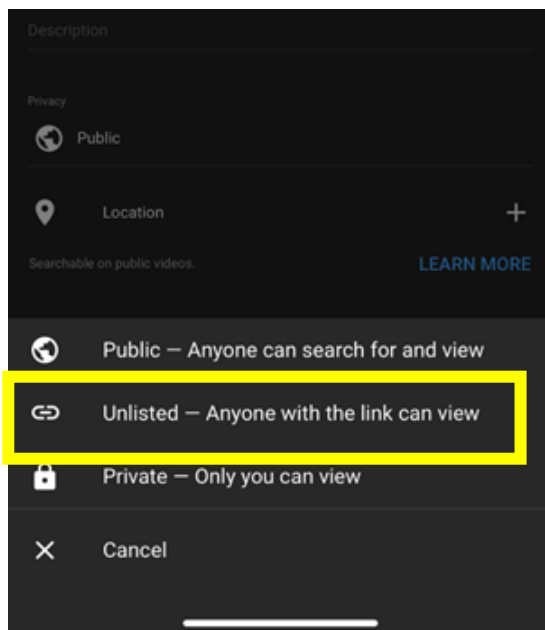 Description
Privacy
Public
Location
Searchable on public videos.
LEARN MORE
Public — Anyone can search for and view
Unlisted — Anyone with the link can view
Private — Only you can view
Cancel